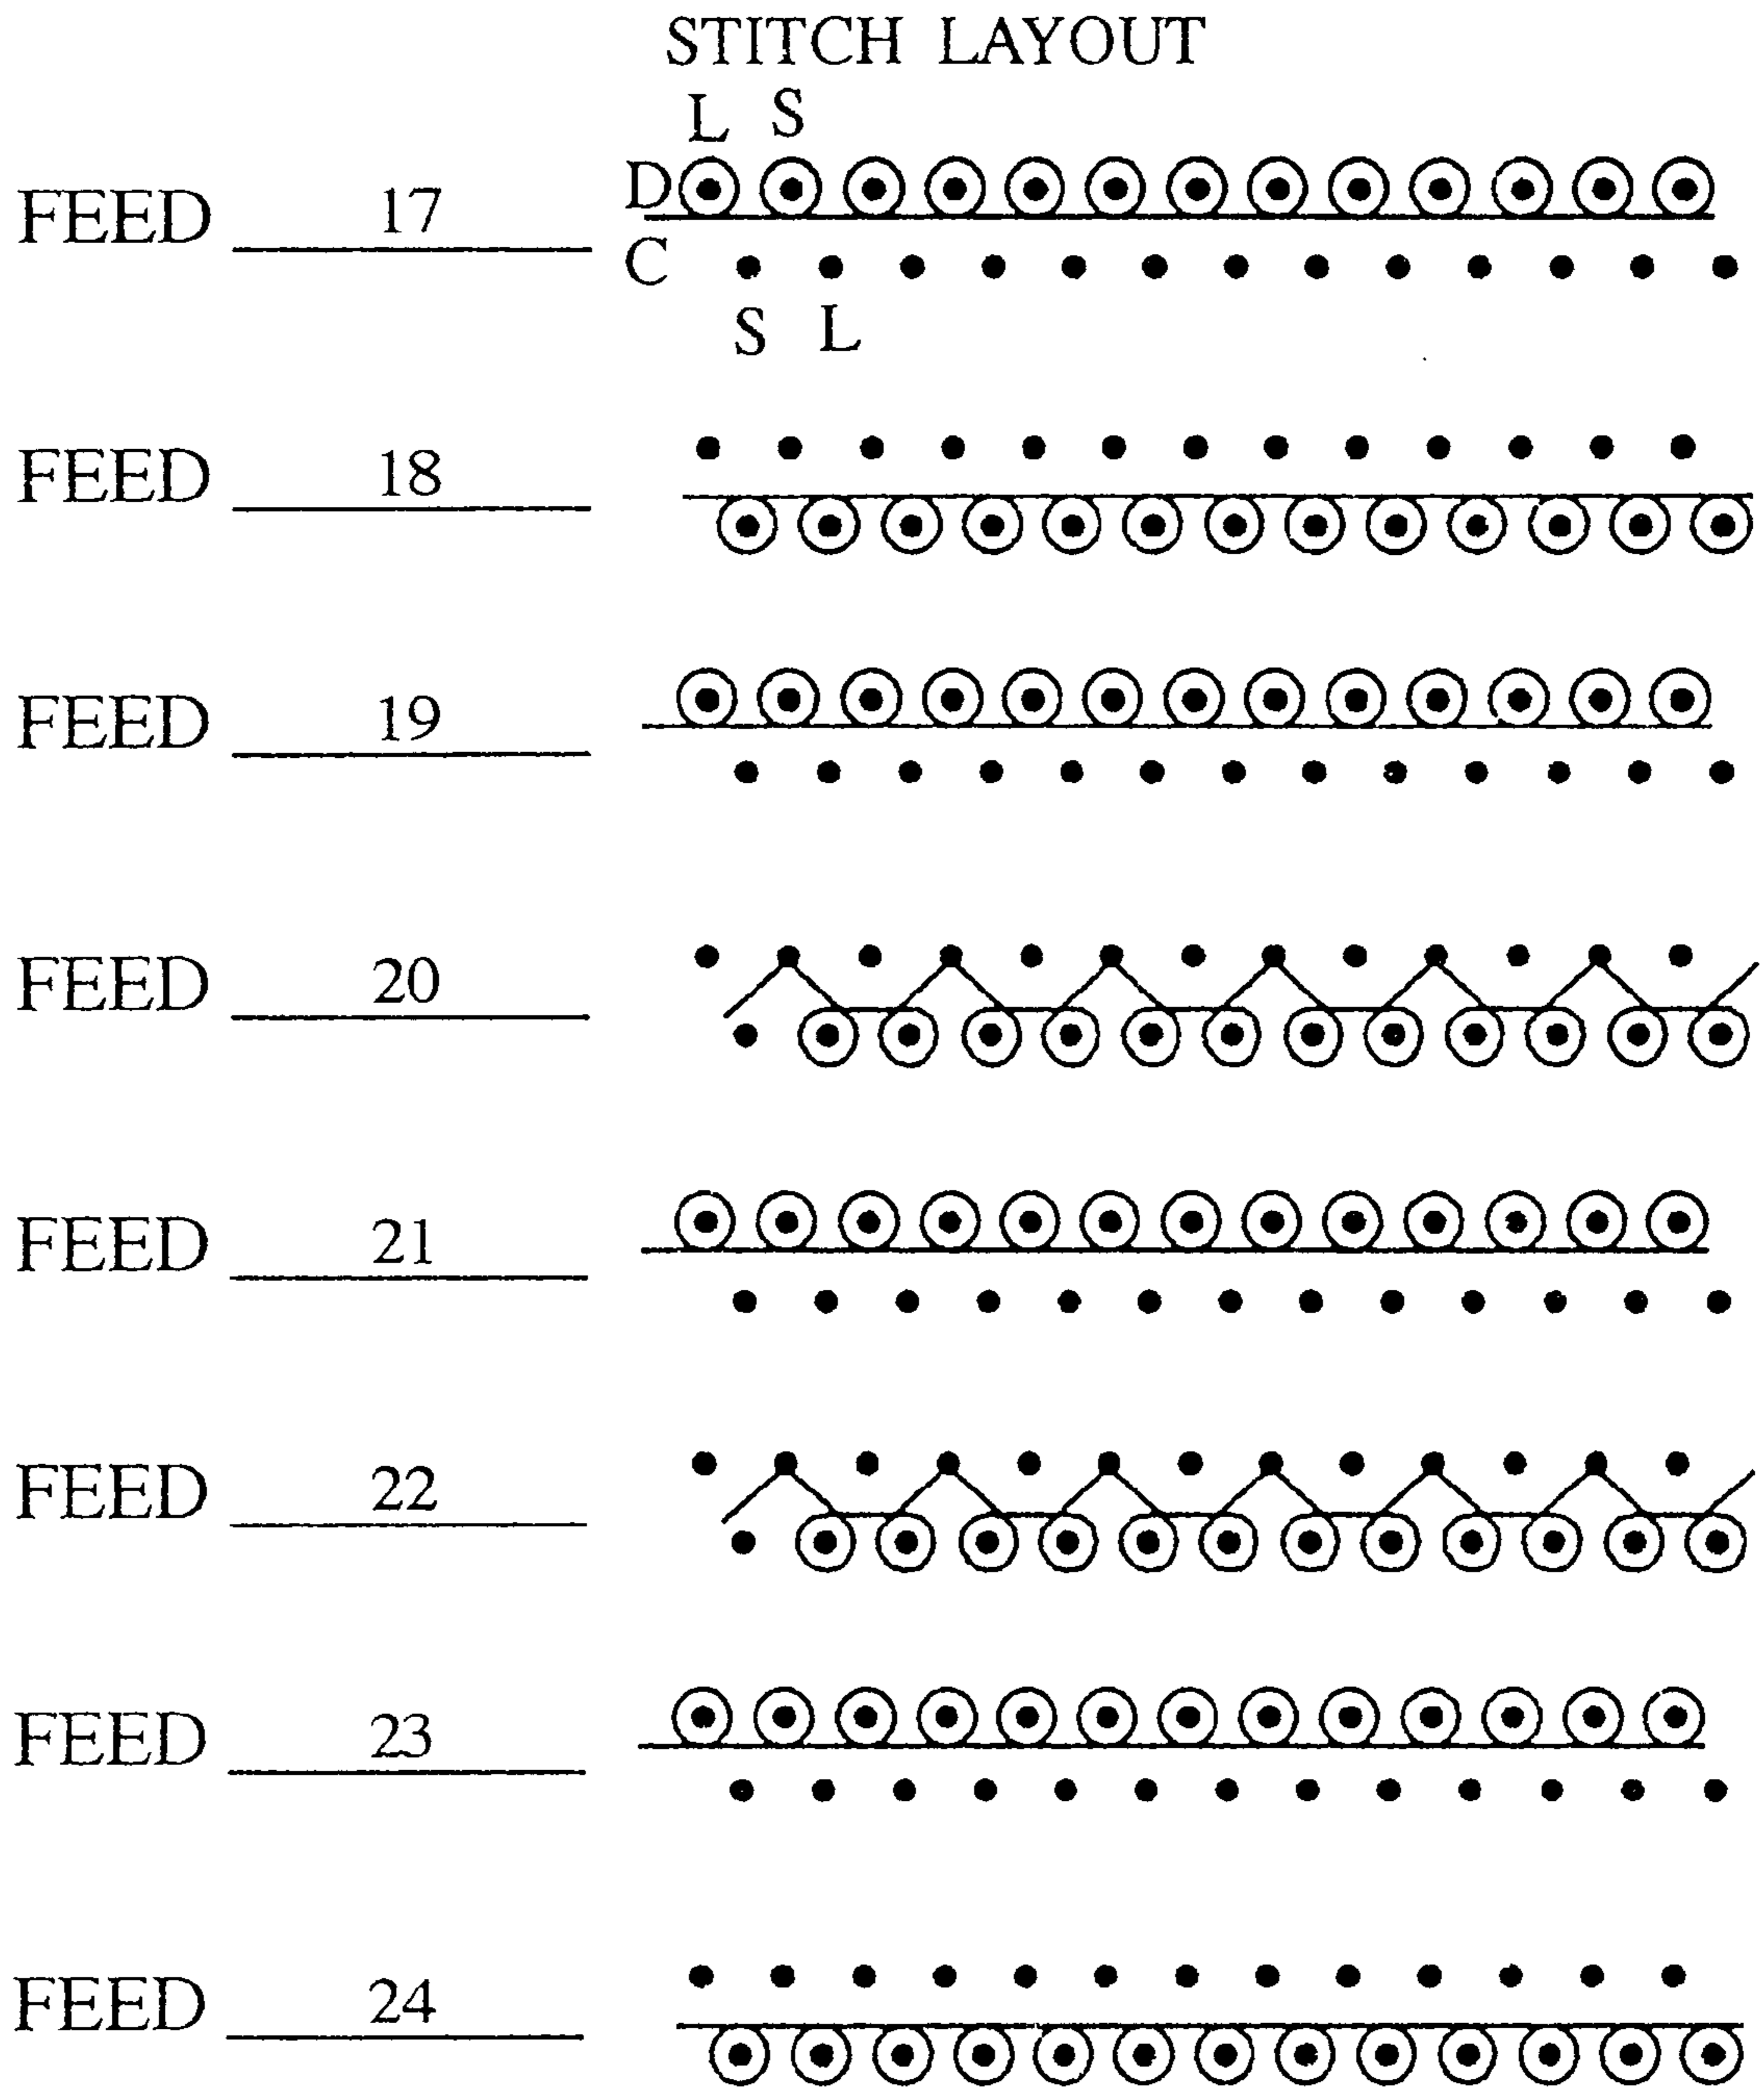 STITCH LAYOUT
L S
D
FEED 17
C
S L
FEED 18
FEED 19
FEED 20
FEED 21
FEED 22
FEED 23
FEED 24